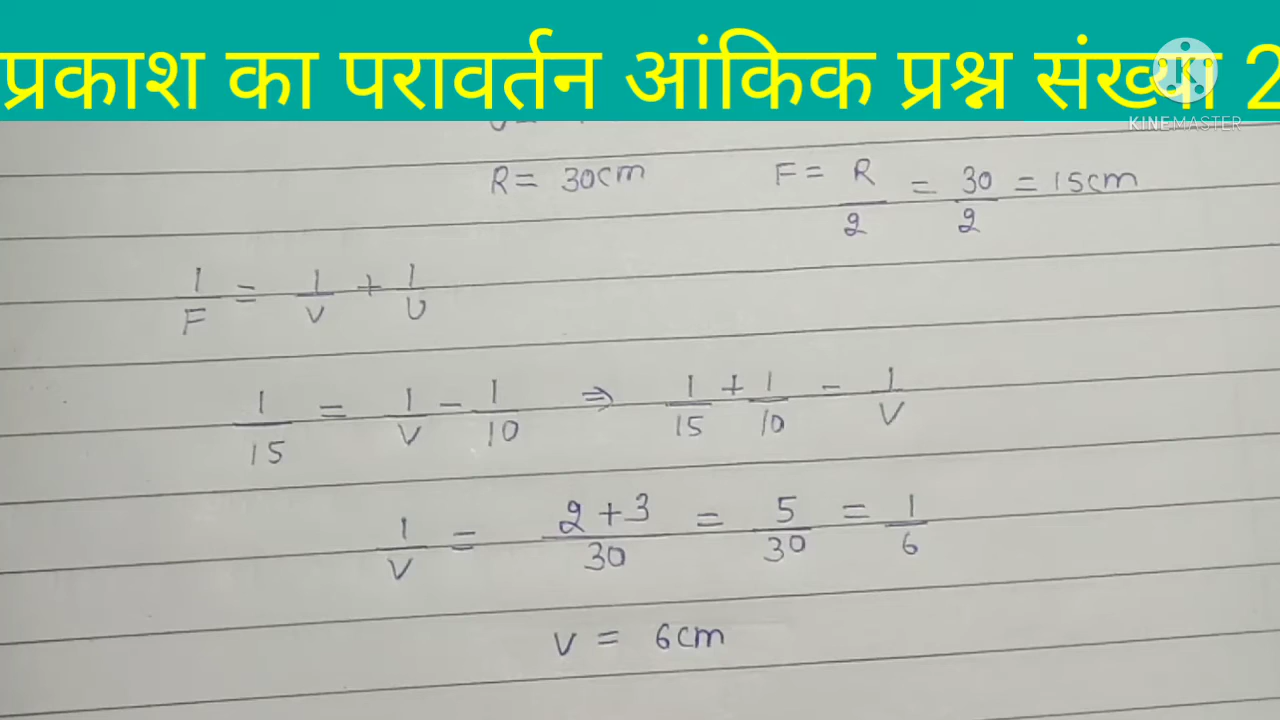 प्रकाश का परावर्तन आंकिक प्रश्न संख्या 2
K
KINEMASTER
R = 30cm F = R/2 = 30/2 = 15cm
1/F = 1/V + 1/U
1/15 = 1/V - 1/10 ⇒ 1/15 + 1/10 - 1/V
1/V = 2+3/30 = 5/30 = 1/6
V = 6cm